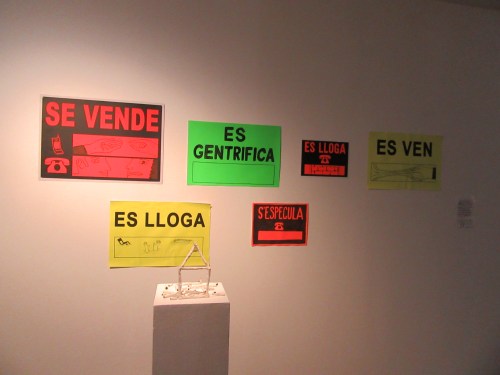 SE VENDE
ES
GENTRIFICA
ES LLOGA
ES VEN
ES LLOGA
S'ESPECULA